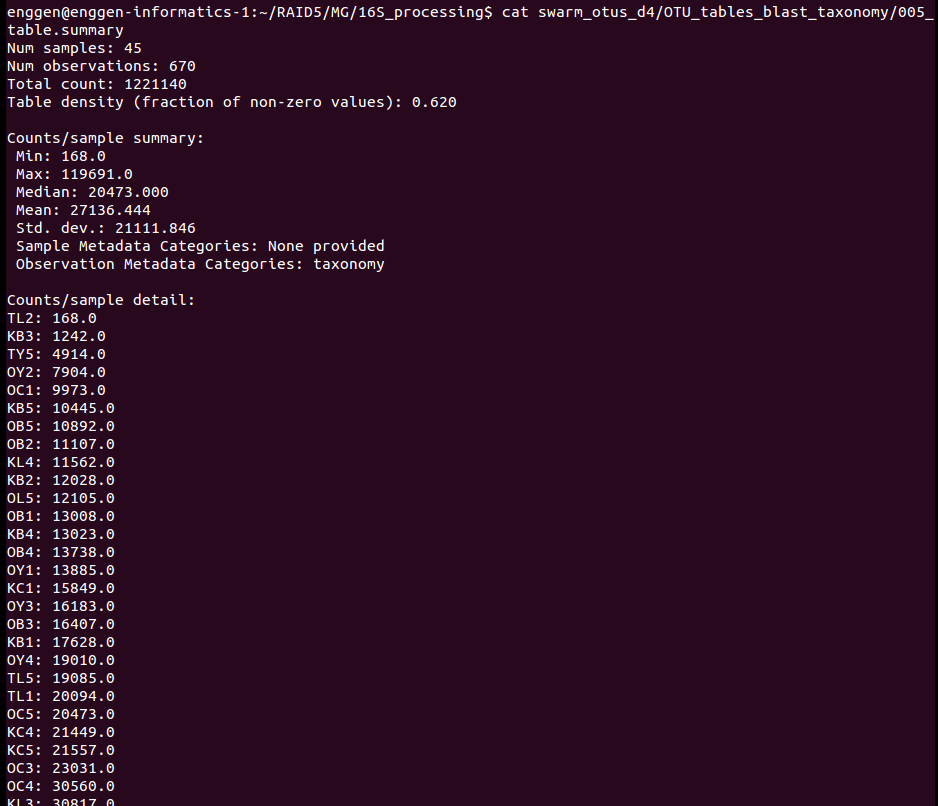 enggen@enggen-informatics-1:~/RAID5/MG/16S_processing$ cat swarm_otus_d4/OTU_tables_blast_taxonomy/005_
table.summary
Num samples: 45
Num observations: 670
Total count: 1221140
Table density (fraction of non-zero values): 0.620
Counts/sample summary:
Min: 168.0
Max: 119691.0
Median: 20473.000
Mean: 27136.444
Std. dev.: 21111.846
Sample Metadata Categories: None provided
Observation Metadata Categories: taxonomy
Counts/sample detail:
TL2: 168.0
KB3: 1242.0
TY5: 4914.0
OY2: 7904.0
OC1: 9973.0
KB5: 10445.0
OB5: 10892.0
OB2: 11107.0
KL4: 11562.0
KB2: 12028.0
OL5: 12105.0
OB1: 13008.0
KB4: 13023.0
OB4: 13738.0
OY1: 13885.0
KC1: 15849.0
OY3: 16183.0
OB3: 16407.0
KB1: 17628.0
OY4: 19010.0
TL5: 19085.0
TL1: 20094.0
OC5: 20473.0
KC4: 21449.0
KC5: 21557.0
OC3: 23031.0
OC4: 30560.0
KL3: 30817.0